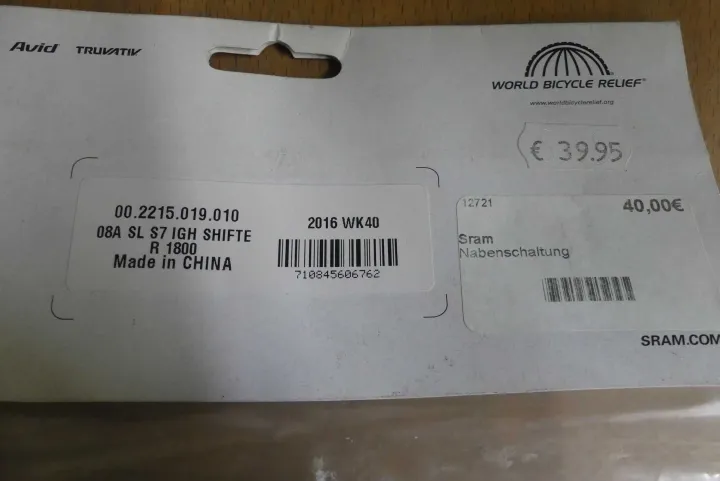 Avid TRUVATIV
WORLD BICYCLE RELIEF®
www.worldbicyclerelief.org
€ 39.95
00.2215.019.010
08A SL S7 IGH SHIFTE
R 1800
Made in CHINA
2016 WK40
710845606762
12721
40,00€
Sram
Nabenschaltung
SRAM.COM